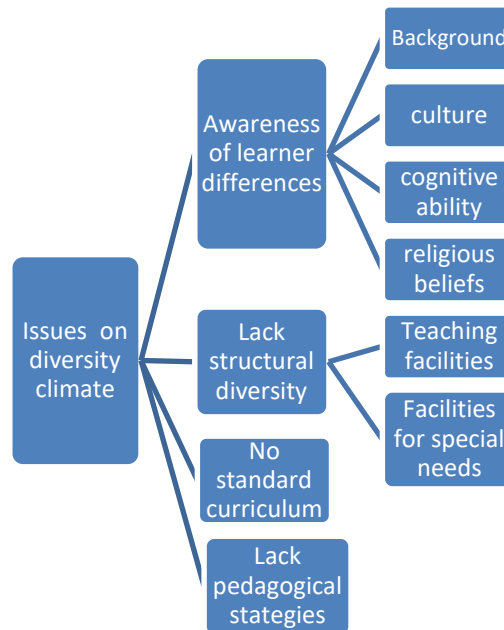 Issues on
diversity
climate
Awareness
of learner
differences
Background
culture
cognitive
ability
religious
beliefs
Lack
structural
diversity
Teaching
facilities
Facilities
for special
needs
No
standard
curriculum
Lack
pedagogical
stategies